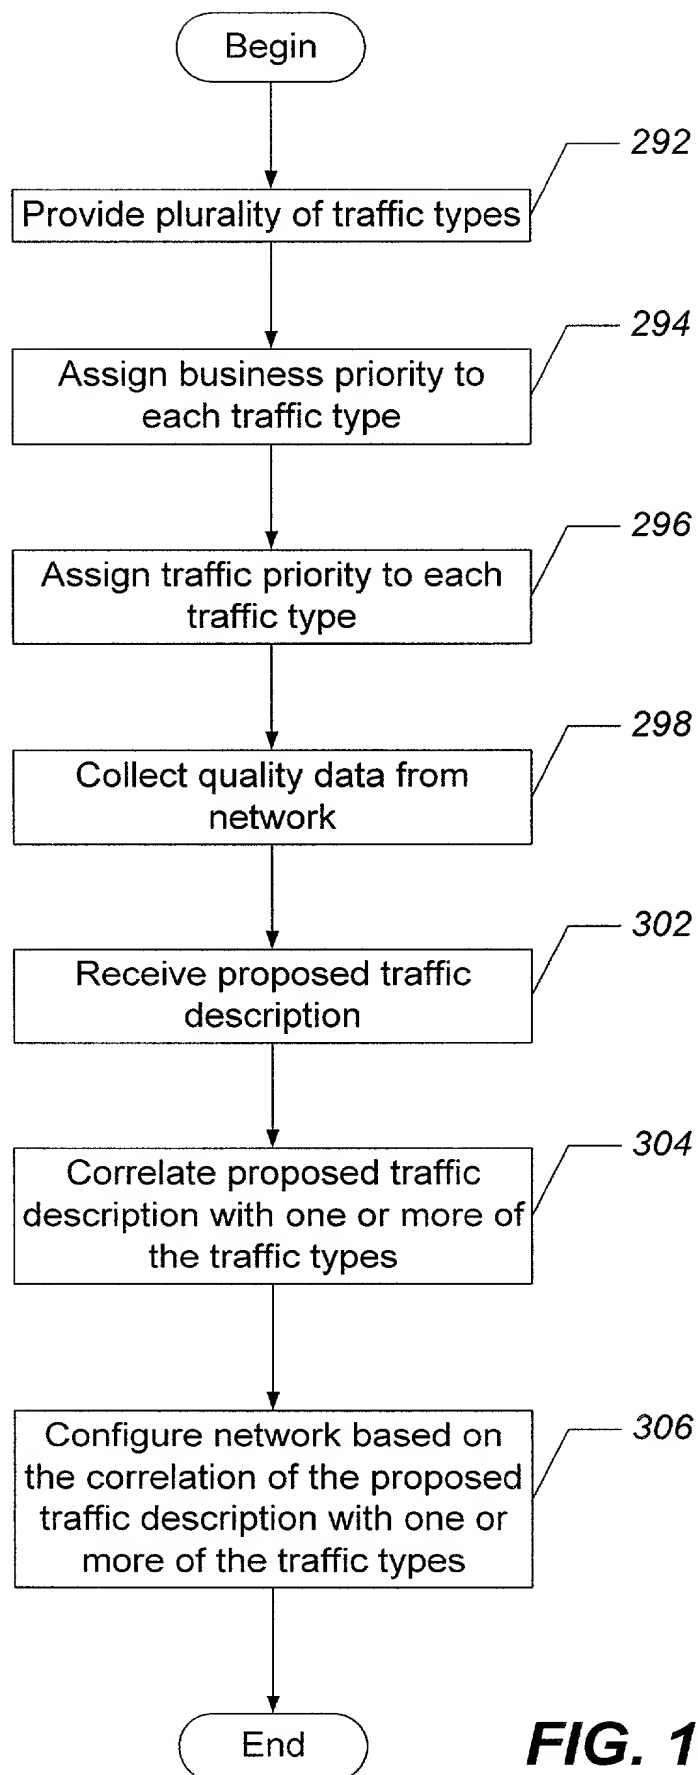 Begin
292
Provide plurality of traffic types
294
Assign business priority to
each traffic type
296
Assign traffic priority to each
traffic type
298
Collect quality data from
network
302
Receive proposed traffic
description
304
Correlate proposed traffic
description with one or more of
the traffic types
306
Configure network based on
the correlation of the proposed
traffic description with one or
more of the traffic types
End
FIG. 1